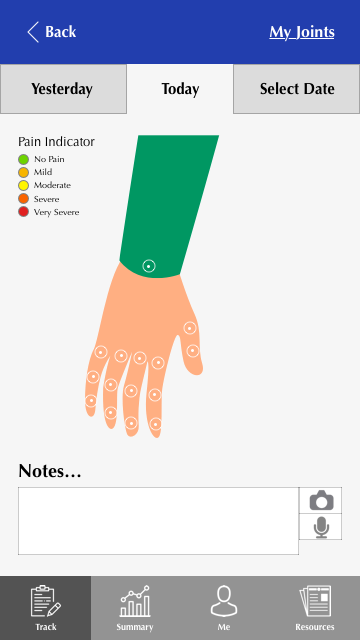 Back
My Joints
Yesterday
Today
Select Date
Pain Indicator
No Pain
Mild
Moderate
Severe
Very Severe
Notes...
Track
Summary
Me
Resources